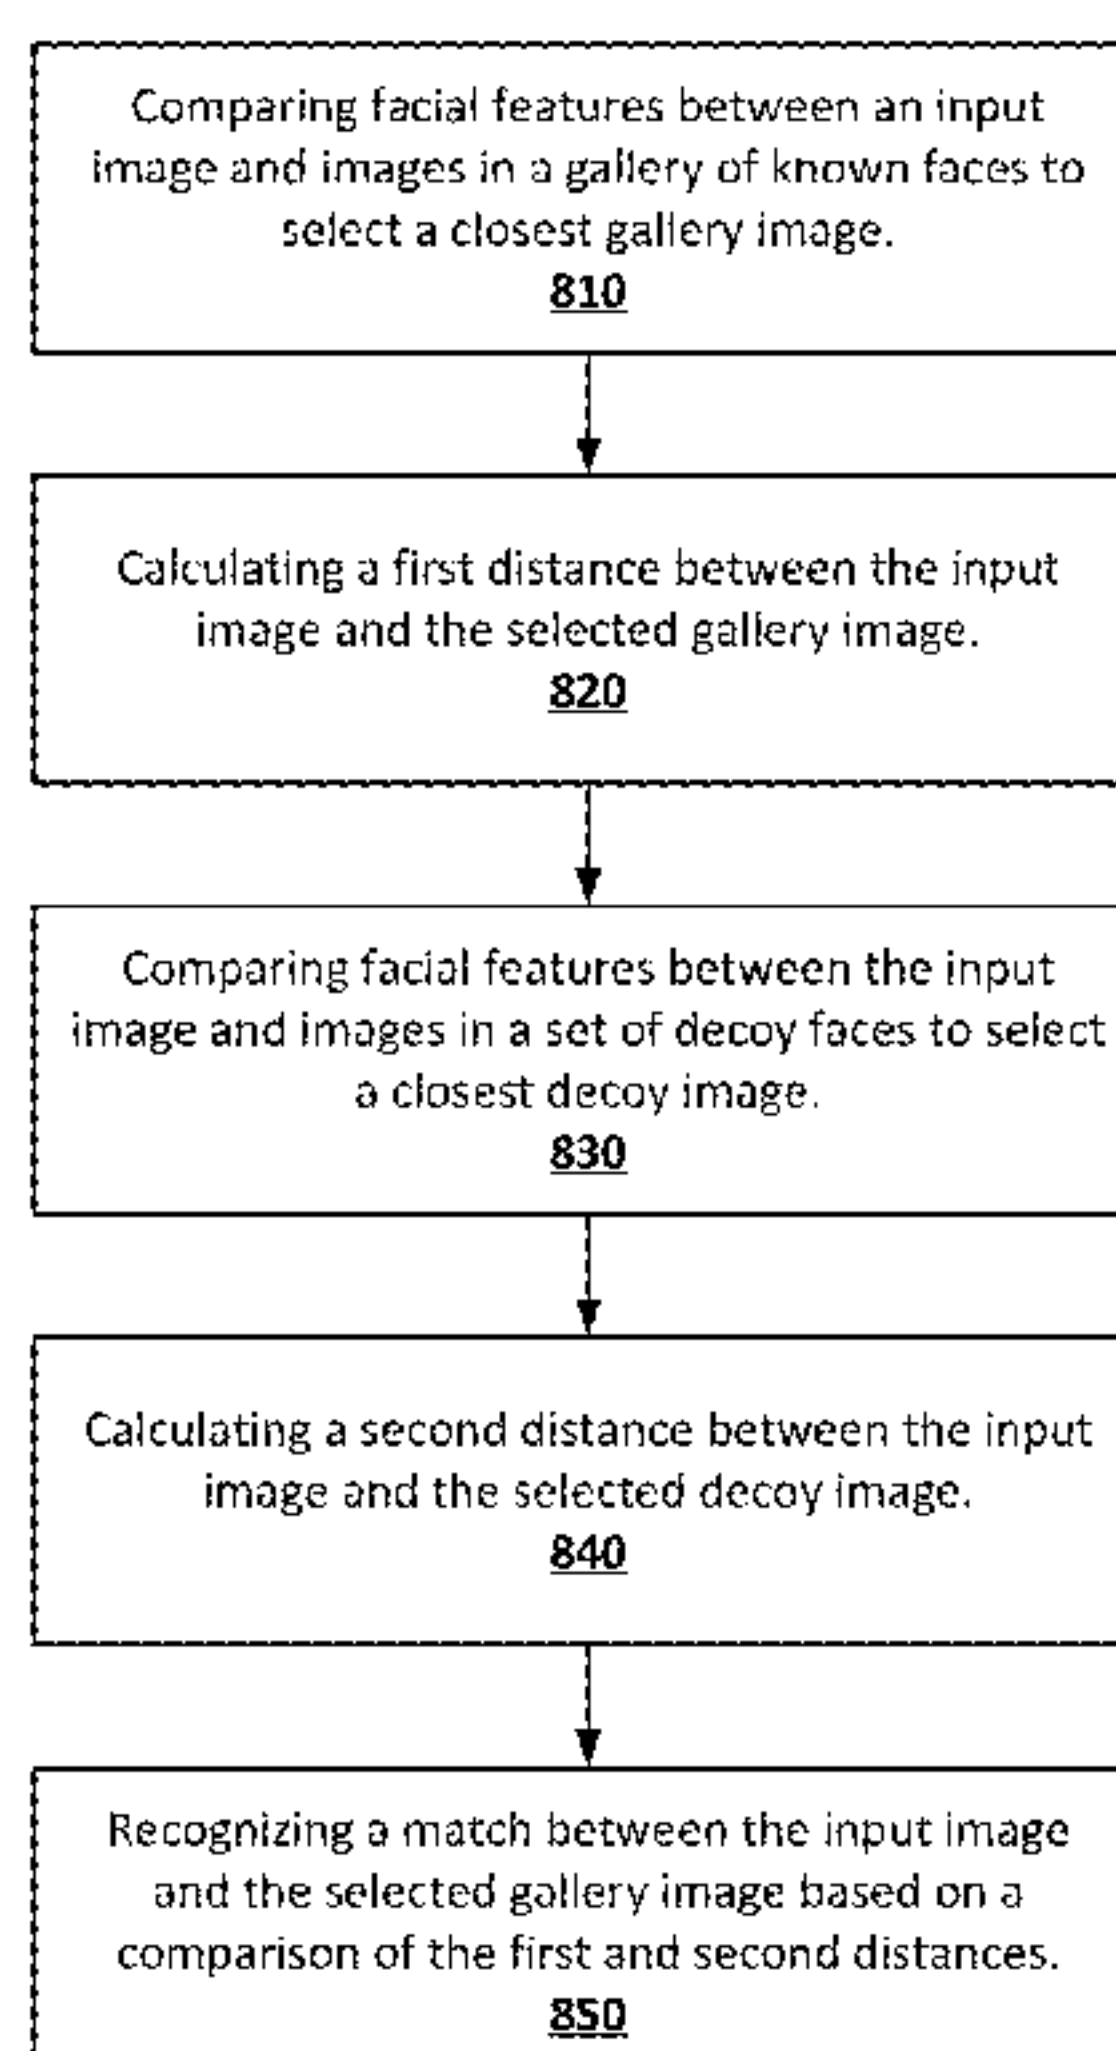 Comparing facial features between an input
image and images in a gallery of known faces to
select a closest gallery image.
810
Calculating a first distance between the input
image and the selected gallery image.
820
Comparing facial features between the input
image and images in a set of decoy faces to select
a closest decoy image.
830
Calculating a second distance between the input
image and the selected decoy image.
840
Recognizing a match between the input image
and the selected gallery image based on a
comparison of the first and second distances.
850